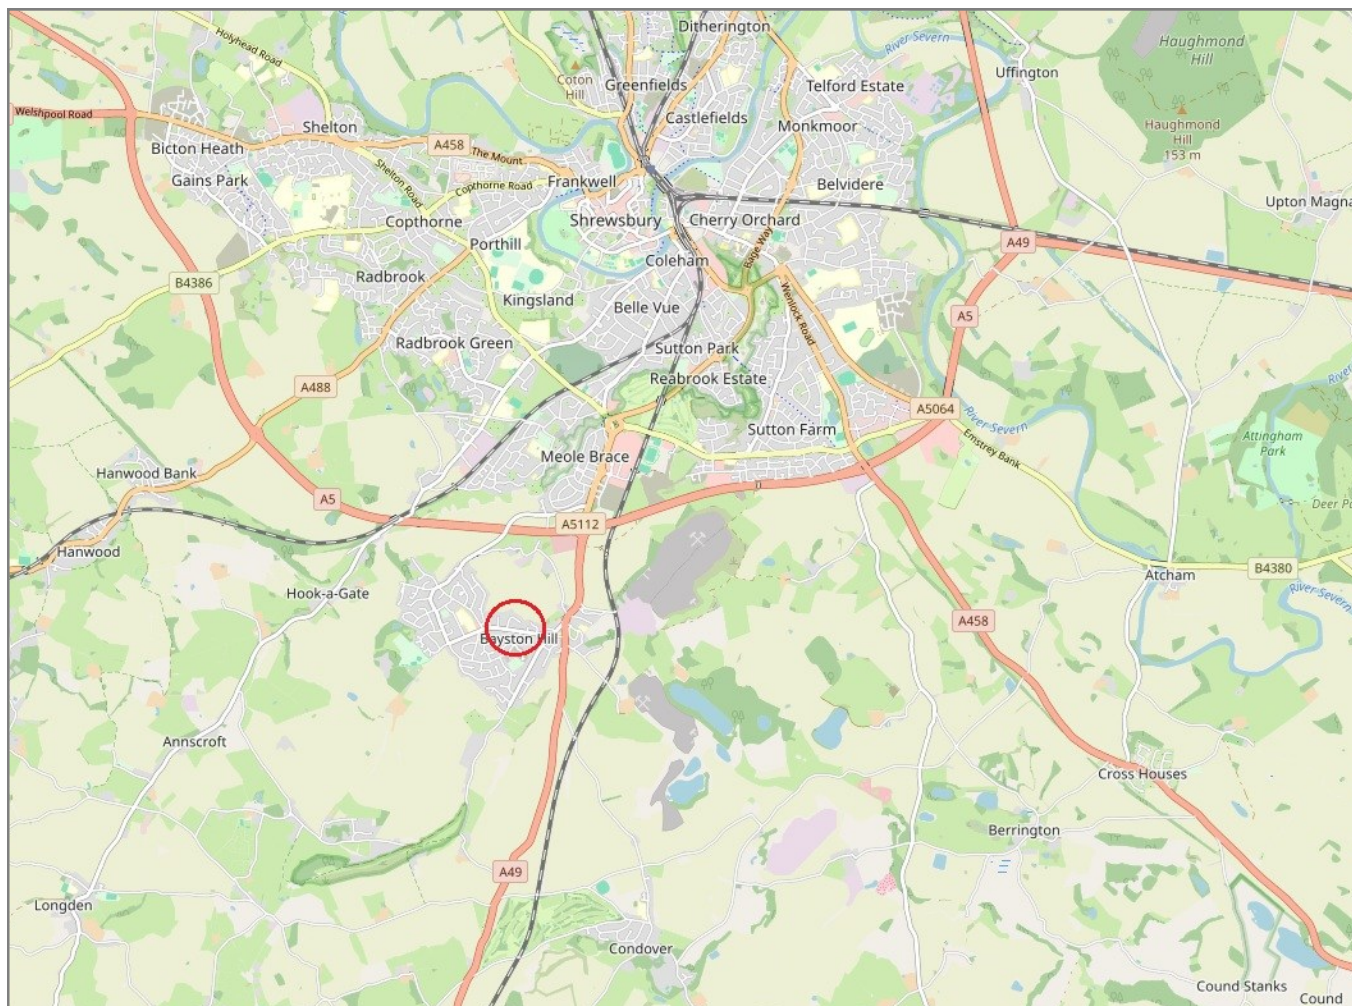 Ditherington
Holyhead Road
River Severn
Haughmond
Hill
Uffington
Coton
Hill
Greenfields
Telford Estate
Welshpool Road
Castlefields
Haughmond
Hill
153 m
Shelton
Monkmoor
A458
The Mount
Bicton Heath
Shelton Road
Gains Park
Copthorne Road
Frankwell
Belvidere
Upton Magna
Copthorne
Shrewsbury
Cherry Orchard
Porthill
A49
Bage Way
Coleham
Radbrook
B4386
Kingsland
Belle Vue
Wenlock Road
A5
Radbrook Green
Sutton Park
Reabrook Estate
River
A488
A5064
River Severn
Sutton Farm
Attingham
Park
Emstrey Bank
Meole Brace
Hanwood Bank
A5
Deer Pa
A5112
Hanwood
Atcham
B4380
Hook-a-Gate
River Severn
A458
Bayston Hill
Annscroft
Cross Houses
Berrington
A49
Longden
Condover
Cound Stanks
Cound